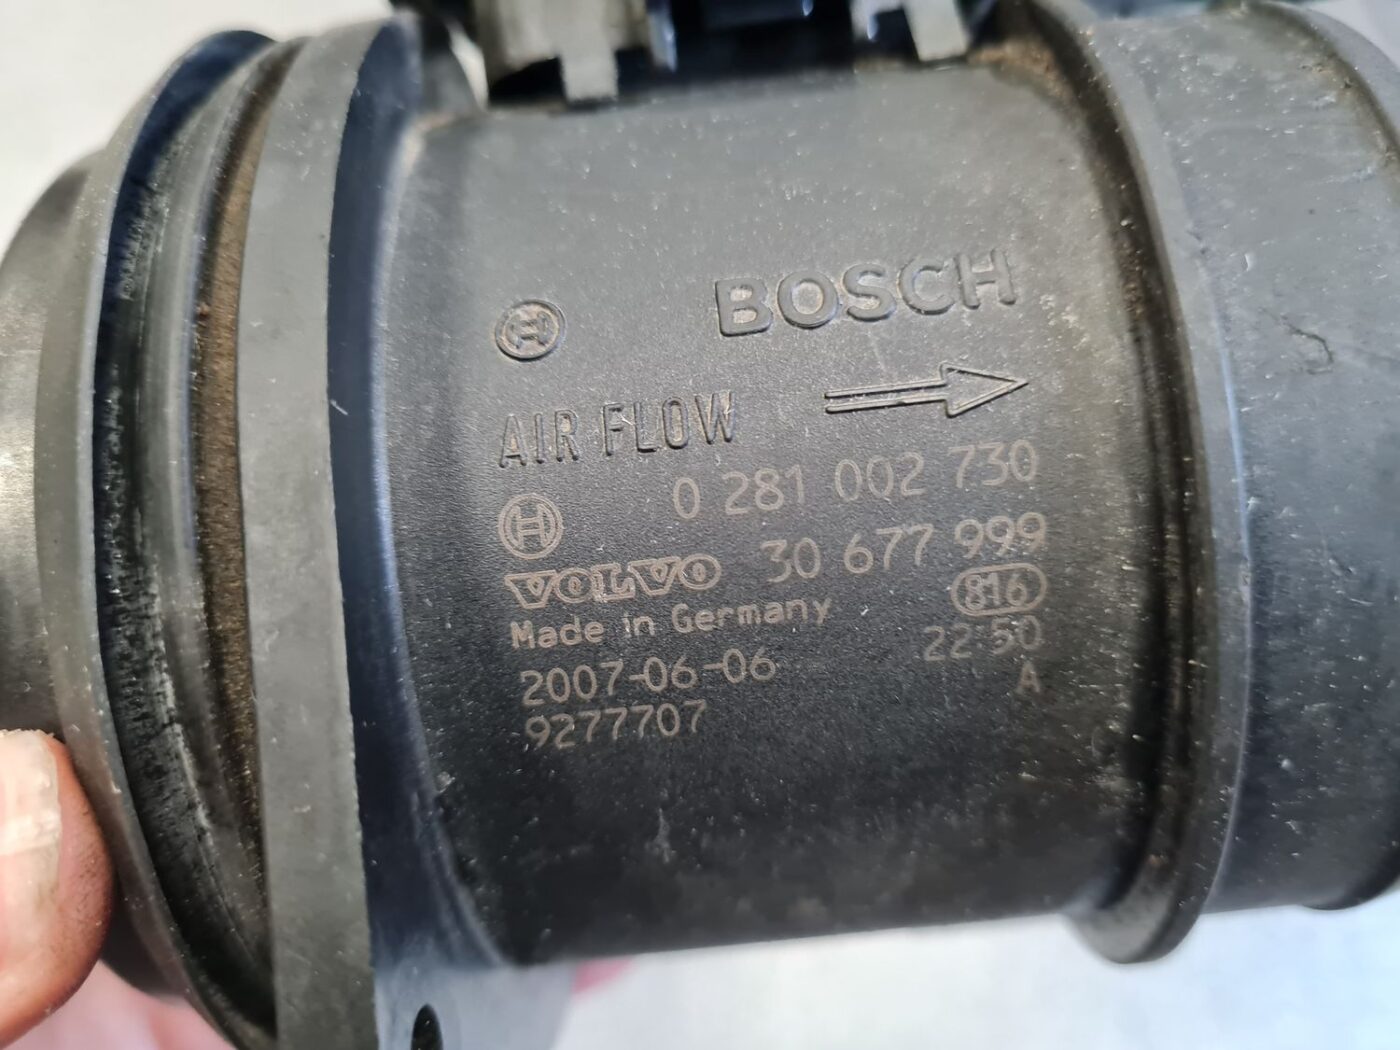 BOSCH
AIR FLOW
0 281 002 730
VOLVO 30 677 999
Made in Germany 816
2007-06-06 22:50
9277707 A